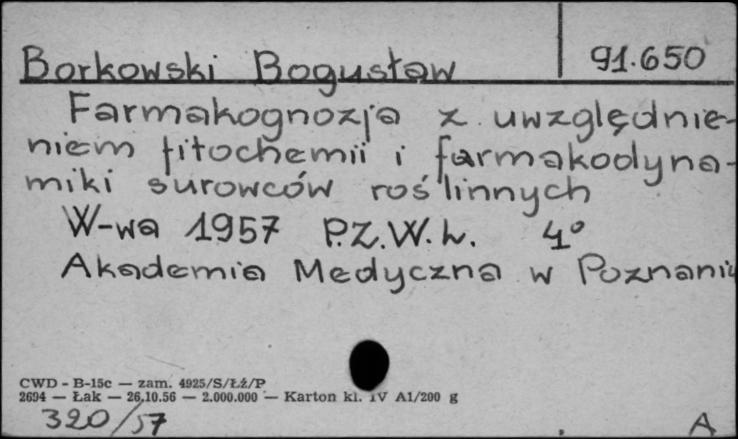 91.650
Borkowski Bogusław
Farmakognozja z uwzględnie-
niem fitochemii i farmakodyna-
miki surowców roślinnych
W-wa 1957 P.Z.W.L. 4°
Akademia Medyczna w Poznaniu
CWD - B-15c — zam. 4925/S/Łż/P
2694 — Łak — 26.10.56 — 2.000.000 — Karton kl. IV A1/200 g
320/57 A